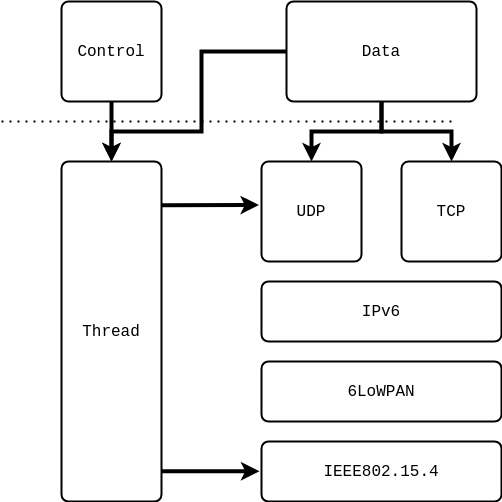 Control
Data
UDP
TCP
IPv6
Thread
6LoWPAN
IEEE802.15.4